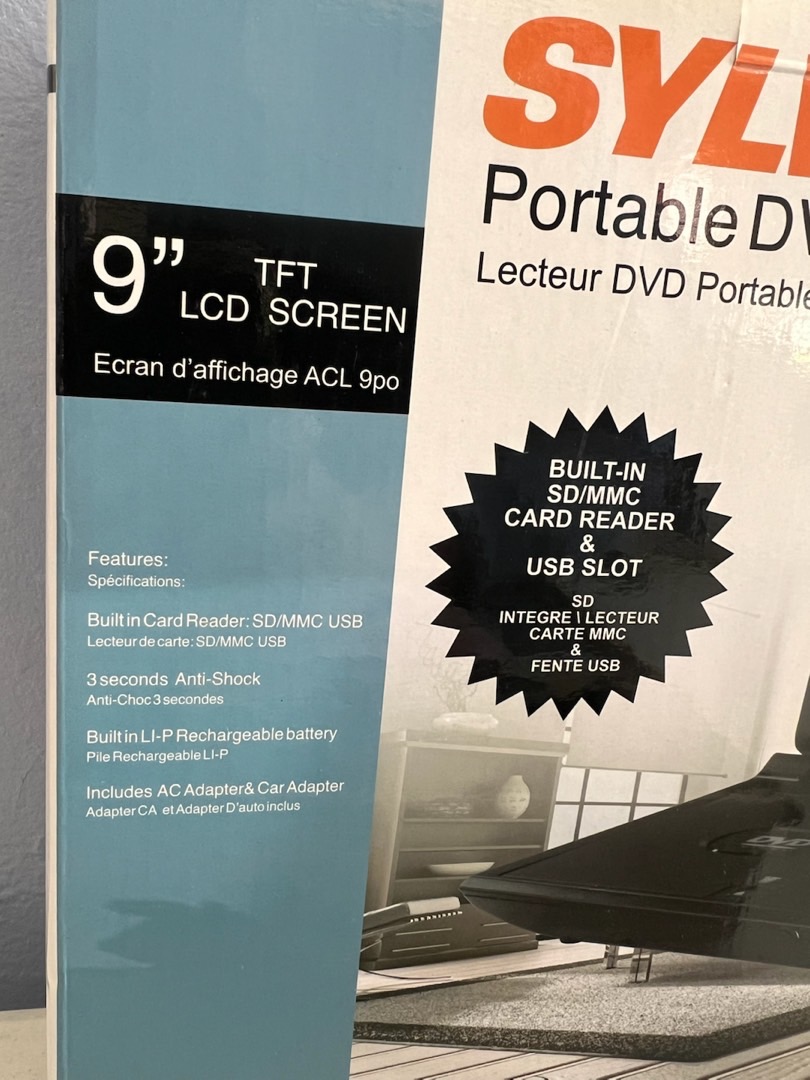 SYL
Portable DV
Lecteur DVD Portable
9” TFT
LCD SCREEN
Ecran d’affichage ACL 9po
BUILT-IN
SD/MMC
CARD READER
&
USB SLOT
SD
INTEGRE \ LECTEUR
CARTE MMC
&
FENTE USB
Features:
Spécifications:
Built in Card Reader: SD/MMC USB
Lecteur de carte: SD/MMC USB
3 seconds Anti-Shock
Anti-Choc 3 secondes
Built in LI-P Rechargeable battery
Pile Rechargeable LI-P
Includes AC Adapter& Car Adapter
Adapter CA et Adapter D’auto inclus
DVD